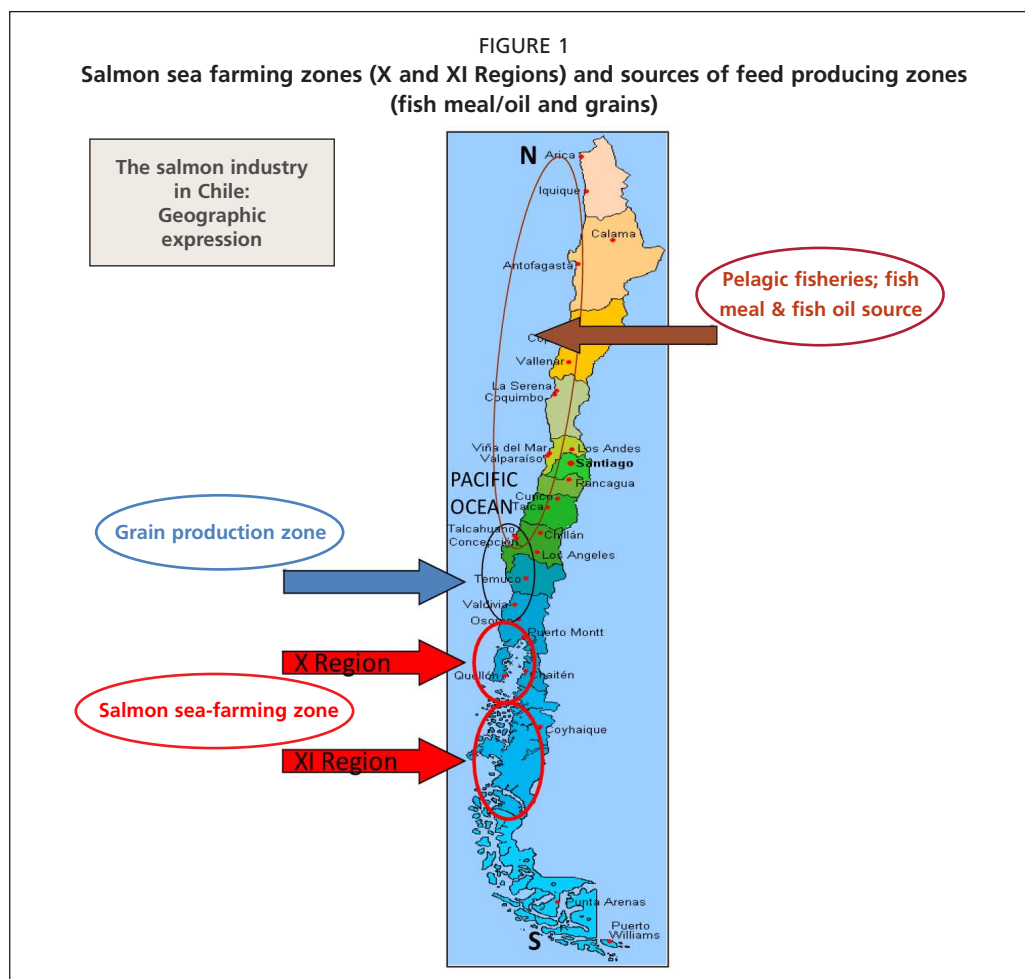 FIGURE 1
Salmon sea farming zones (X and XI Regions) and sources of feed producing zones
(fish meal/oil and grains)
The salmon industry
in Chile:
Geographic
expression
N
Arica
Iquique
Calama
Antofagasta
Pelagic fisheries; fish
meal & fish oil source
Vallenar
La Serena
Coquimbo
Viña del Mar
Los Andes
Valparaíso
Santiago
PACIFIC
OCEAN
Rancagua
Curico
Talca
Grain production zone
Talcahuano
Concepción
Chillán
Los Angeles
Temuco
Valdivia
Osorno
Puerto Montt
X Region
Quellón
Chaitén
Salmon sea-farming zone
Coyhaique
XI Region
Punta Arenas
S
Puerto
Williams